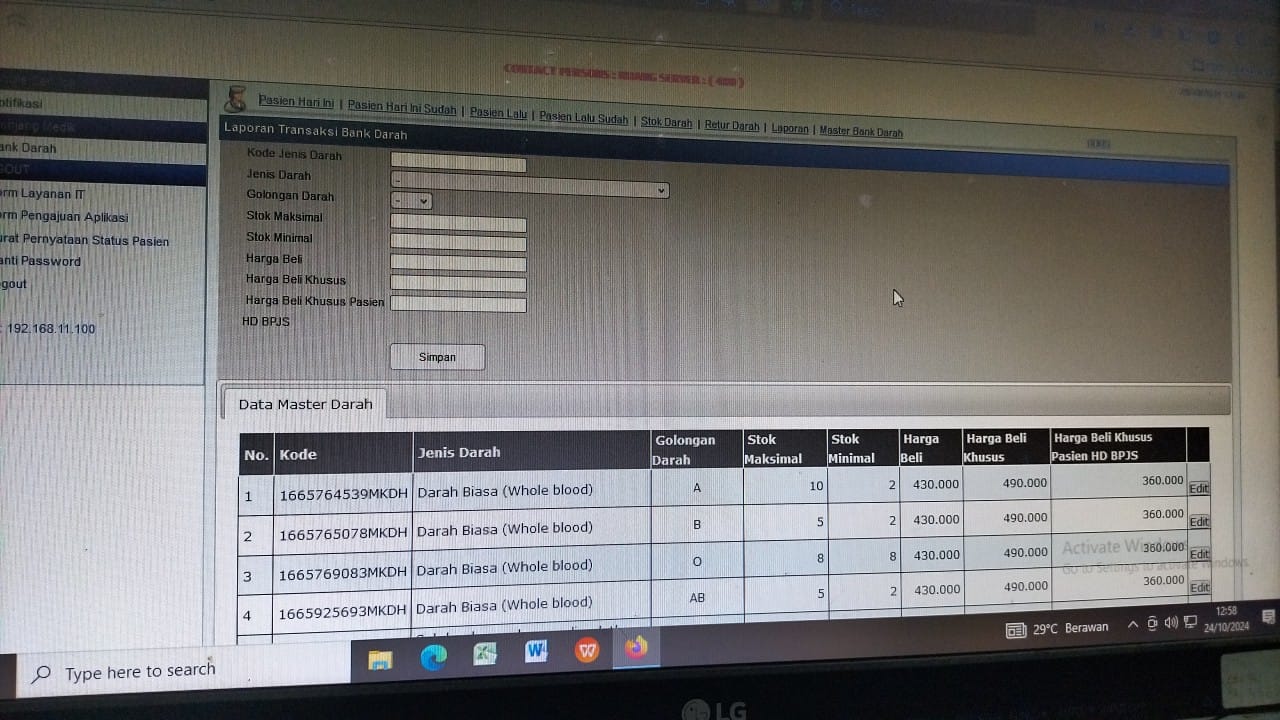 CONTACT PERSONS : RUANG SERVER : ( 400 )
Pasien Hari Ini | Pasien Hari Ini Sudah | Pasien Lalu | Pasien Lalu Sudah | Stok Darah | Retur Darah | Laporan | Master Bank Darah
Laporan Transaksi Bank Darah
ntifikasi
ank Darah
OUT
rm Layanan IT
rm Pengajuan Aplikasi
urat Pernyataan Status Pasien
anti Password
gout
: 192.168.11.100
Kode Jenis Darah
Jenis Darah -
Golongan Darah -
Stok Maksimal
Stok Minimal
Harga Beli
Harga Beli Khusus
Harga Beli Khusus Pasien
HD BPJS
Simpan
Data Master Darah
No. Kode Jenis Darah Golongan Darah Stok Maksimal Stok Minimal Harga Beli Harga Beli Khusus Harga Beli Khusus Pasien HD BPJS
1 1665764539MKDH Darah Biasa (Whole blood) A 10 2 430.000 490.000 360.000 Edit
2 1665765078MKDH Darah Biasa (Whole blood) B 5 2 430.000 490.000 360.000 Edit
3 1665769083MKDH Darah Biasa (Whole blood) O 8 8 430.000 490.000 360.000 Edit
4 1665925693MKDH Darah Biasa (Whole blood) AB 5 2 430.000 490.000 360.000 Edit
Activate Windows
Go to Settings to activate Windows.
Type here to search
29°C Berawan
12:58
24/10/2024
LG